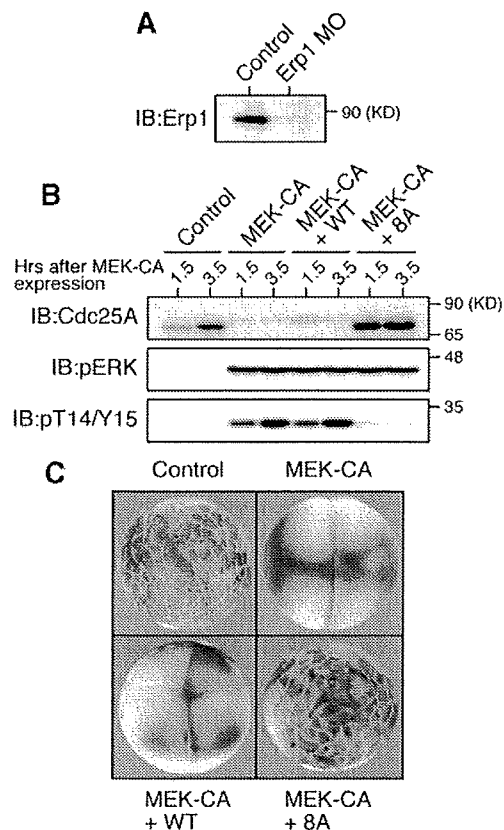 A
Control
Erp1 MO
IB:Erp1
90 (KD)
B
Control
MEK-CA
MEK-CA
+ WT
MEK-CA
+ 8A
Hrs after MEK-CA
expression
1.5 3.5 1.5 3.5 1.5 3.5 1.5 3.5
IB:Cdc25A
90 (KD)
65
IB:pERK
48
IB:pT14/Y15
35
C
Control
MEK-CA
MEK-CA
+ WT
MEK-CA
+ 8A